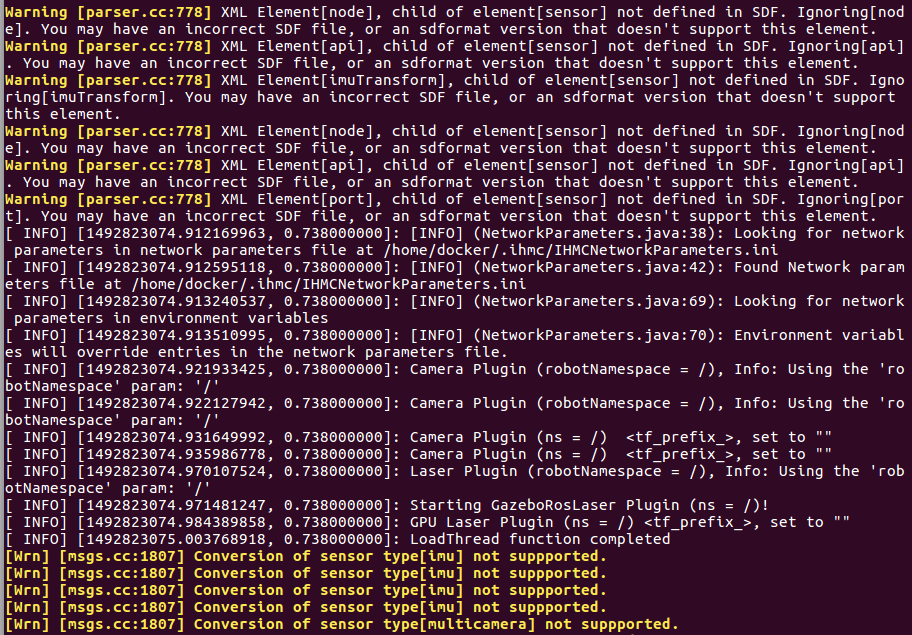 Warning [parser.cc:778] XML Element[node], child of element[sensor] not defined in SDF. Ignoring[nod
e]. You may have an incorrect SDF file, or an sdformat version that doesn't support this element.
Warning [parser.cc:778] XML Element[api], child of element[sensor] not defined in SDF. Ignoring[api]
. You may have an incorrect SDF file, or an sdformat version that doesn't support this element.
Warning [parser.cc:778] XML Element[imuTransform], child of element[sensor] not defined in SDF. Igno
ring[imuTransform]. You may have an incorrect SDF file, or an sdformat version that doesn't support
this element.
Warning [parser.cc:778] XML Element[node], child of element[sensor] not defined in SDF. Ignoring[nod
e]. You may have an incorrect SDF file, or an sdformat version that doesn't support this element.
Warning [parser.cc:778] XML Element[api], child of element[sensor] not defined in SDF. Ignoring[api]
. You may have an incorrect SDF file, or an sdformat version that doesn't support this element.
Warning [parser.cc:778] XML Element[port], child of element[sensor] not defined in SDF. Ignoring[por
t]. You may have an incorrect SDF file, or an sdformat version that doesn't support this element.
[ INFO] [1492823074.912169963, 0.738000000]: [INFO] (NetworkParameters.java:38): Looking for network
 parameters in network parameters file at /home/docker/.ihmc/IHMCNetworkParameters.ini
[ INFO] [1492823074.912595118, 0.738000000]: [INFO] (NetworkParameters.java:42): Found Network param
eters file at /home/docker/.ihmc/IHMCNetworkParameters.ini
[ INFO] [1492823074.913240537, 0.738000000]: [INFO] (NetworkParameters.java:69): Looking for network
 parameters in environment variables
[ INFO] [1492823074.913510995, 0.738000000]: [INFO] (NetworkParameters.java:70): Environment variabl
es will override entries in the network parameters file.
[ INFO] [1492823074.921933425, 0.738000000]: Camera Plugin (robotNamespace = /), Info: Using the 'ro
botNamespace' param: '/'
[ INFO] [1492823074.922127942, 0.738000000]: Camera Plugin (robotNamespace = /), Info: Using the 'ro
botNamespace' param: '/'
[ INFO] [1492823074.931649992, 0.738000000]: Camera Plugin (ns = /)  <tf_prefix_>, set to ""
[ INFO] [1492823074.935986778, 0.738000000]: Camera Plugin (ns = /)  <tf_prefix_>, set to ""
[ INFO] [1492823074.970107524, 0.738000000]: Laser Plugin (robotNamespace = /), Info: Using the 'rob
otNamespace' param: '/'
[ INFO] [1492823074.971481247, 0.738000000]: Starting GazeboRosLaser Plugin (ns = /)!
[ INFO] [1492823074.984389858, 0.738000000]: GPU Laser Plugin (ns = /) <tf_prefix_>, set to ""
[ INFO] [1492823075.003768918, 0.738000000]: LoadThread function completed
[Wrn] [msgs.cc:1807] Conversion of sensor type[imu] not suppported.
[Wrn] [msgs.cc:1807] Conversion of sensor type[imu] not suppported.
[Wrn] [msgs.cc:1807] Conversion of sensor type[imu] not suppported.
[Wrn] [msgs.cc:1807] Conversion of sensor type[imu] not suppported.
[Wrn] [msgs.cc:1807] Conversion of sensor type[multicamera] not suppported.